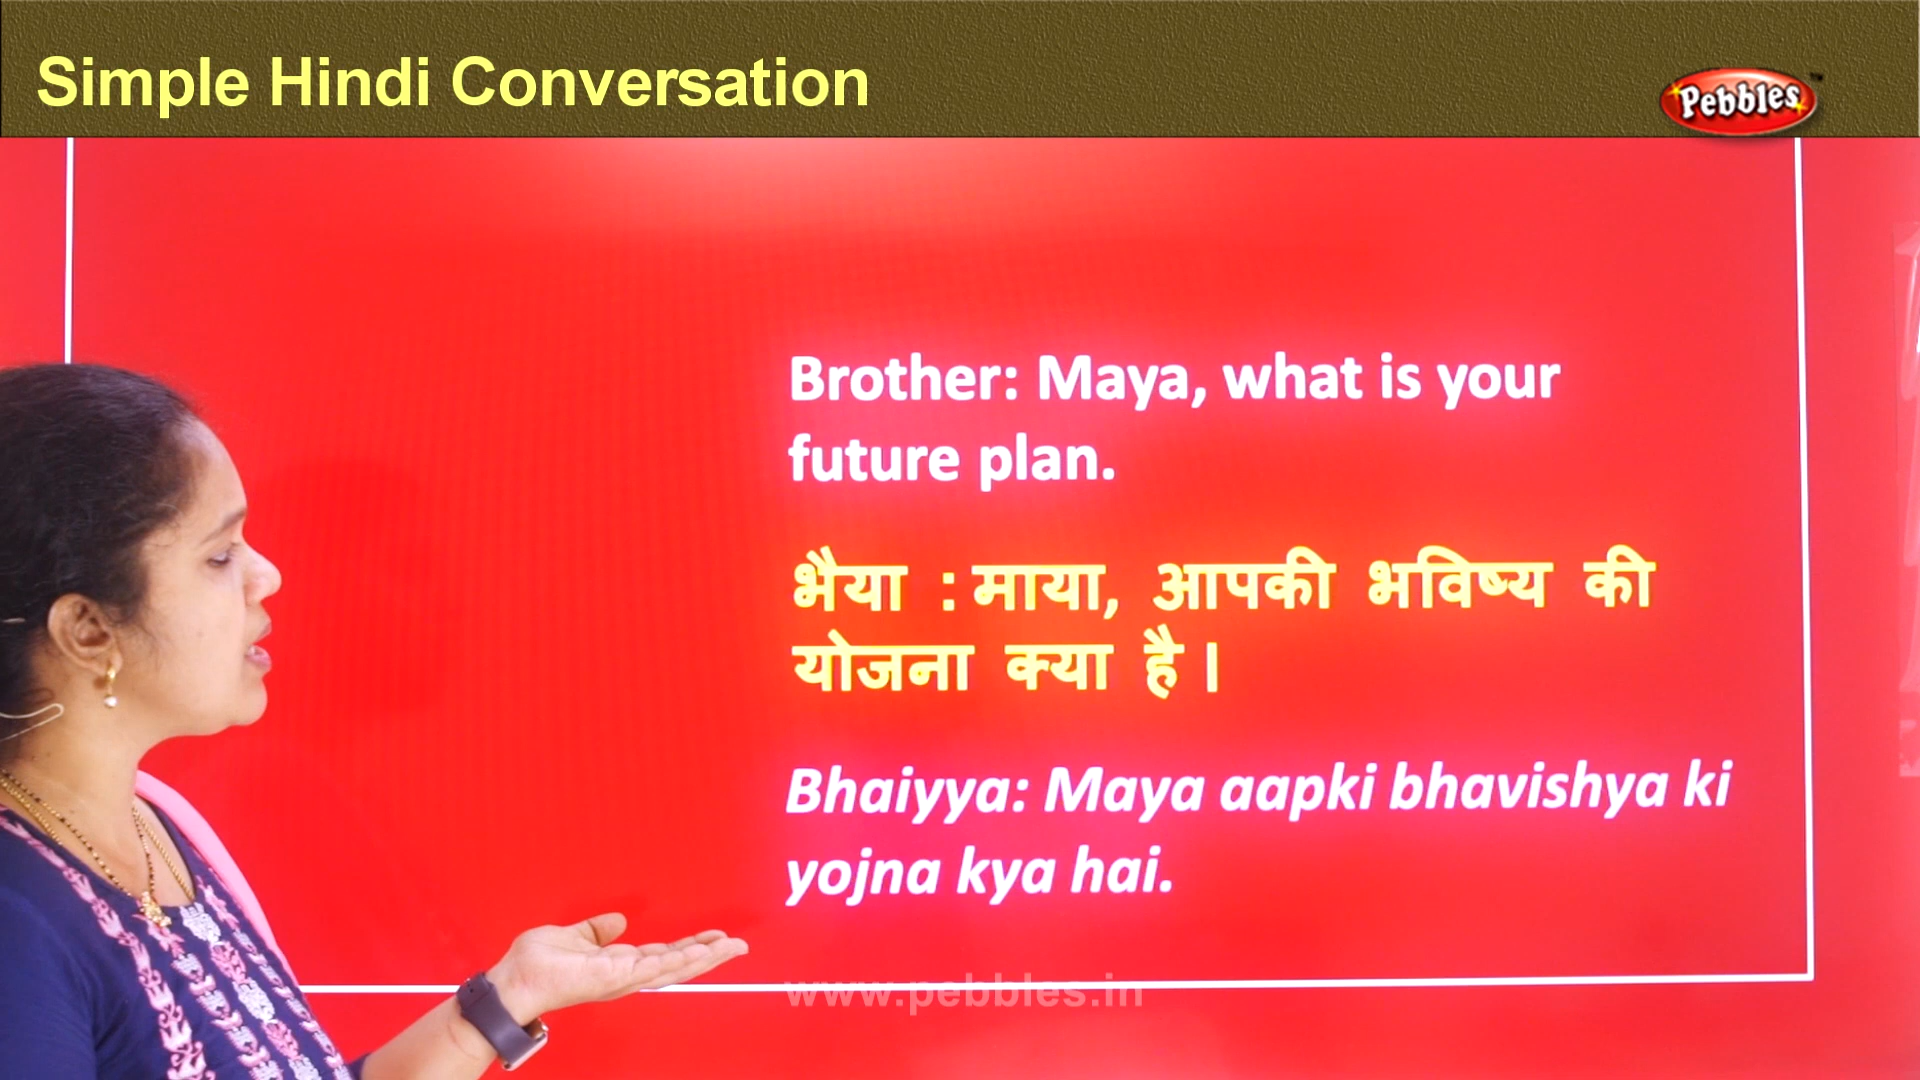 Simple Hindi Conversation
Pebbles
Brother: Maya, what is your
future plan.
भैया : माया, आपकी भविष्य की
योजना क्या है ।
Bhaiyya: Maya aapki bhavishya ki
yojna kya hai.
www.pebbles.in